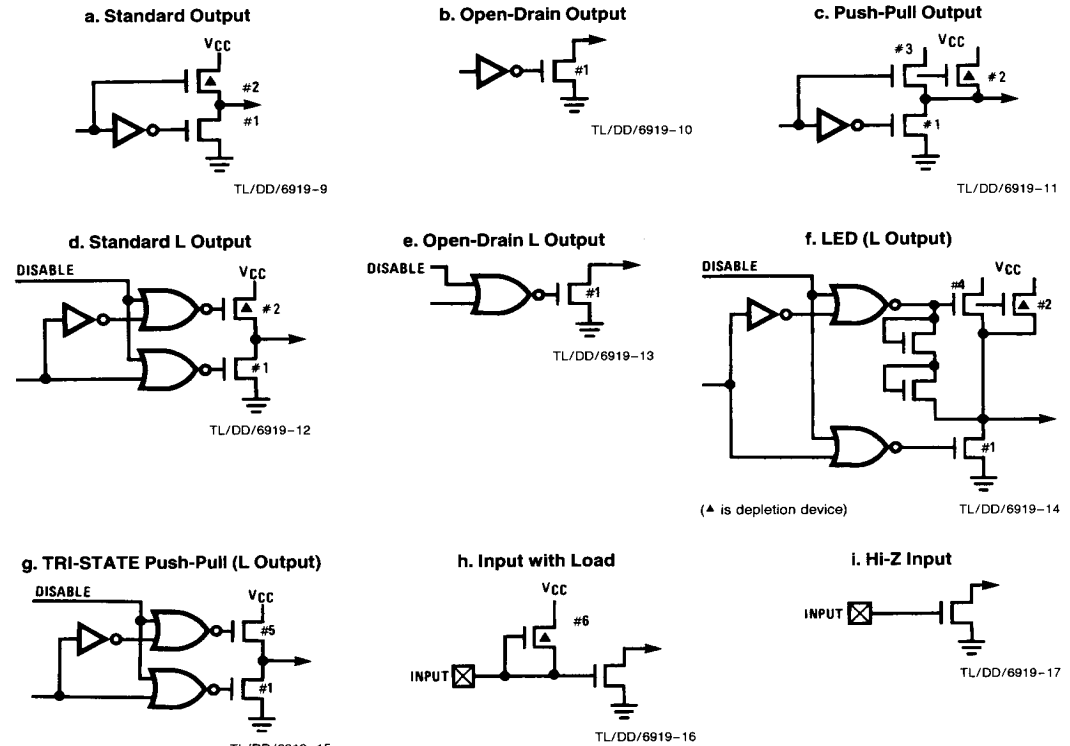 a. Standard Output
VCC
#2
#1
TL/DD/6919–9
b. Open-Drain Output
#1
TL/DD/6919–10
c. Push-Pull Output
#3
VCC
#2
#1
TL/DD/6919–11
d. Standard L Output
DISABLE
VCC
#2
#1
TL/DD/6919–12
e. Open-Drain L Output
DISABLE
#1
TL/DD/6919–13
f. LED (L Output)
DISABLE
VCC
#4
#2
#1
(▲ is depletion device)
TL/DD/6919–14
g. TRI-STATE Push-Pull (L Output)
DISABLE
VCC
#5
#1
TL/DD/6919–15
h. Input with Load
VCC
#6
INPUT
TL/DD/6919–16
i. Hi-Z Input
INPUT
TL/DD/6919–17